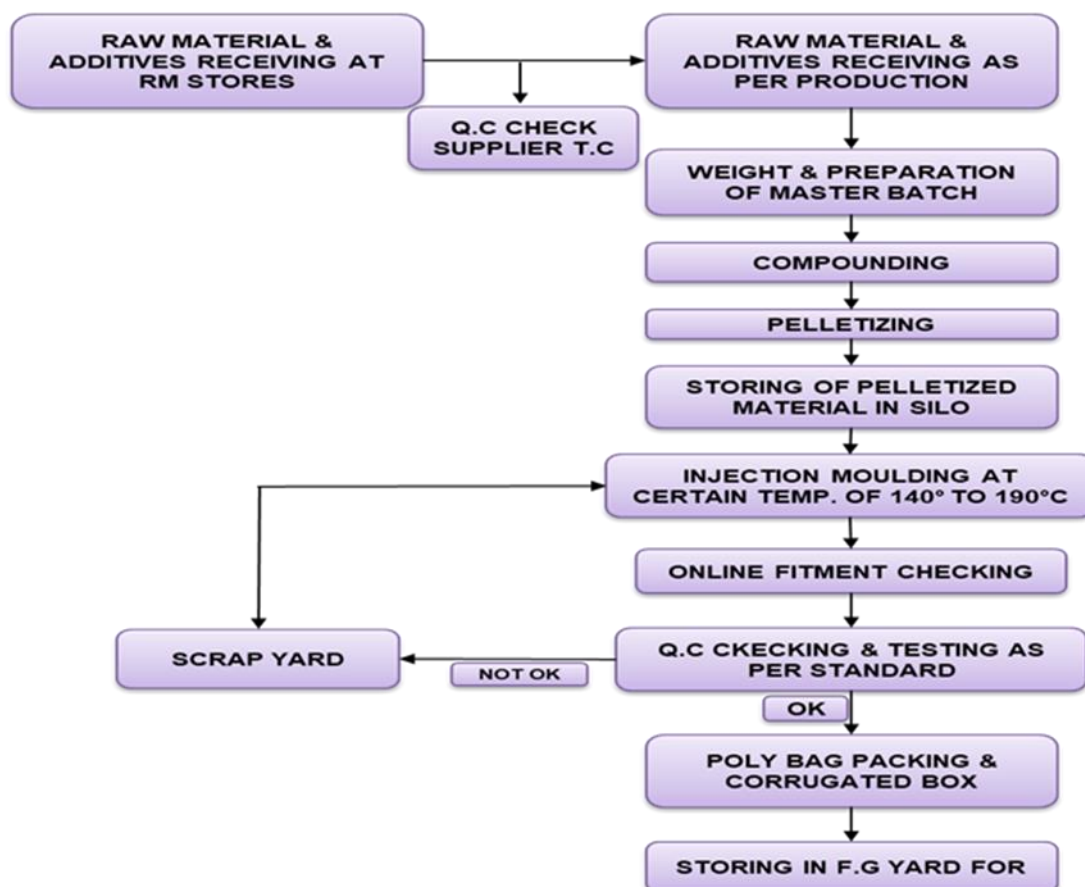 RAW MATERIAL &
ADDITIVES RECEIVING AT
RM STORES
RAW MATERIAL &
ADDITIVES RECEIVING AS
PER PRODUCTION
Q.C CHECK
SUPPLIER T.C
WEIGHT & PREPARATION
OF MASTER BATCH
COMPOUNDING
PELLETIZING
STORING OF PELLETIZED
MATERIAL IN SILO
INJECTION MOULDING AT
CERTAIN TEMP. OF 140° TO 190°C
ONLINE FITMENT CHECKING
SCRAP YARD
NOT OK
Q.C CKECKING & TESTING AS
PER STANDARD
OK
POLY BAG PACKING &
CORRUGATED BOX
STORING IN F.G YARD FOR